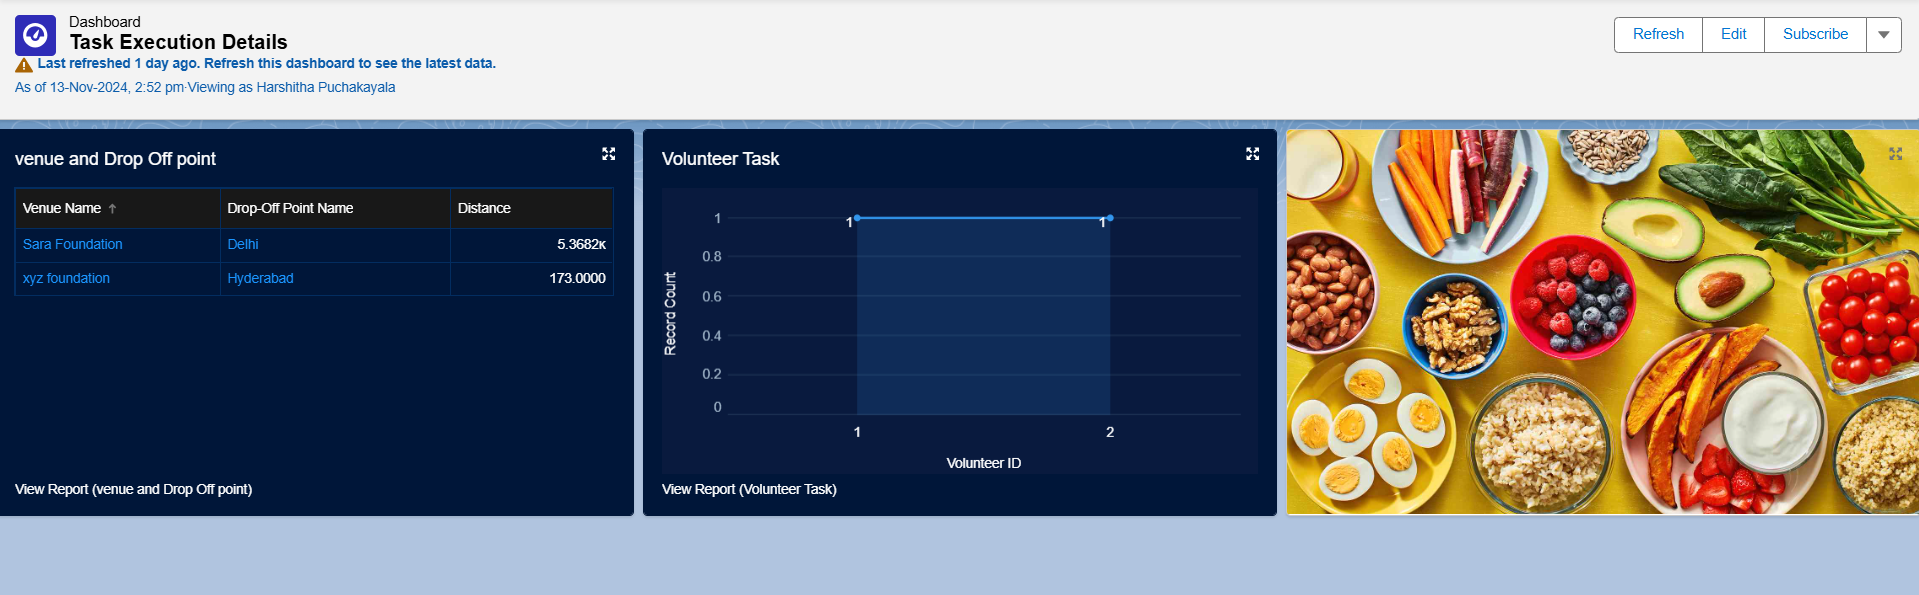 Dashboard
Task Execution Details
Last refreshed 1 day ago. Refresh this dashboard to see the latest data.
As of 13-Nov-2024, 2:52 pm·Viewing as Harshitha Puchakayala
Refresh Edit Subscribe
venue and Drop Off point
Venue Name ↑ Drop-Off Point Name Distance
Sara Foundation Delhi 5.3682K
xyz foundation Hyderabad 173.0000
View Report (venue and Drop Off point)
Volunteer Task
Record Count
1
0.8
0.6
0.4
0.2
0
1 1
1 2
Volunteer ID
View Report (Volunteer Task)